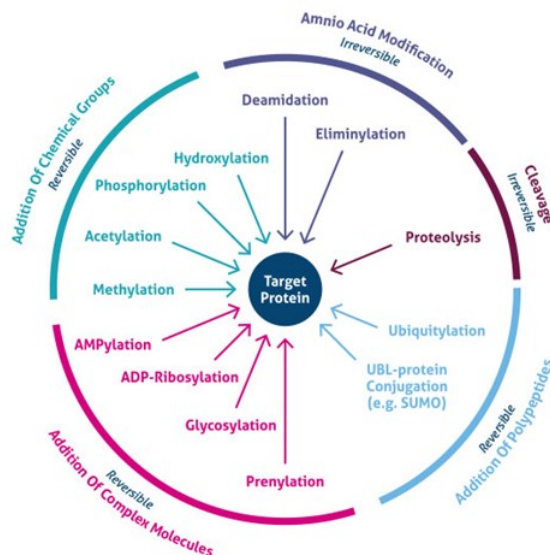 Amnio Acid Modification
Irreversible
Deamidation
Eliminylation
Cleavage
Irreversible
Proteolysis
Addition Of Chemical Groups
Reversible
Hydroxylation
Phosphorylation
Acetylation
Methylation
Target
Protein
Ubiquitylation
UBL-protein
Conjugation
(e.g. SUMO)
Reversible
Addition Of Polypeptides
AMPylation
ADP-Ribosylation
Glycosylation
Prenylation
Reversible
Addition Of Complex Molecules